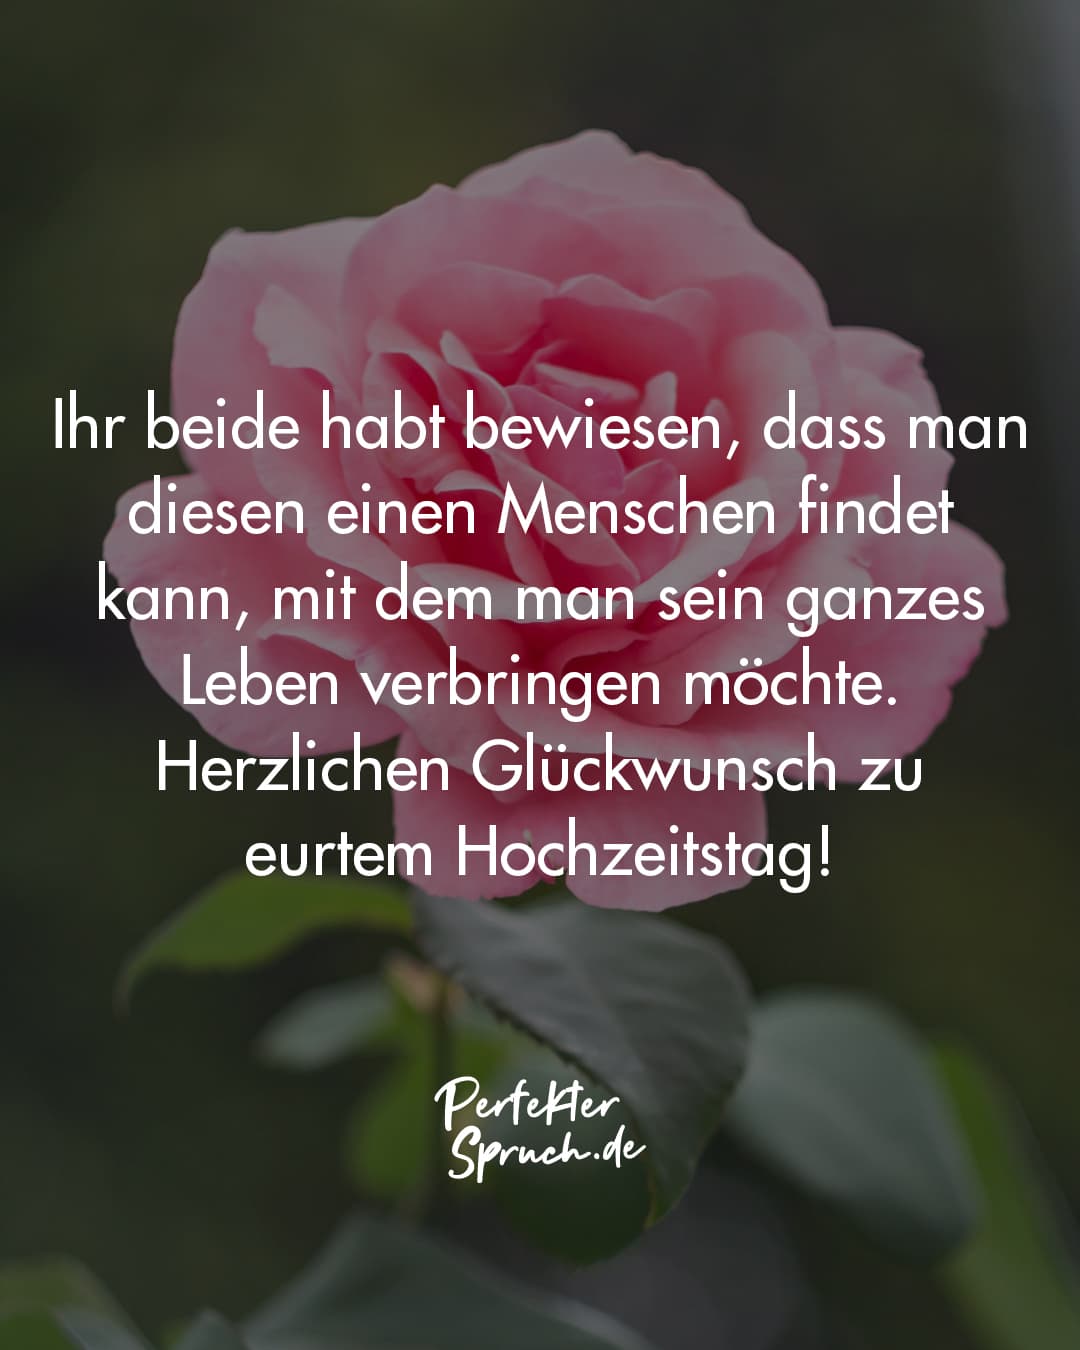 Ihr beide habt bewiesen, dass man
diesen einen Menschen findet
kann, mit dem man sein ganzes
Leben verbringen möchte.
Herzlichen Glückwunsch zu
eurtem Hochzeitstag!
Perfekter
Spruch.de